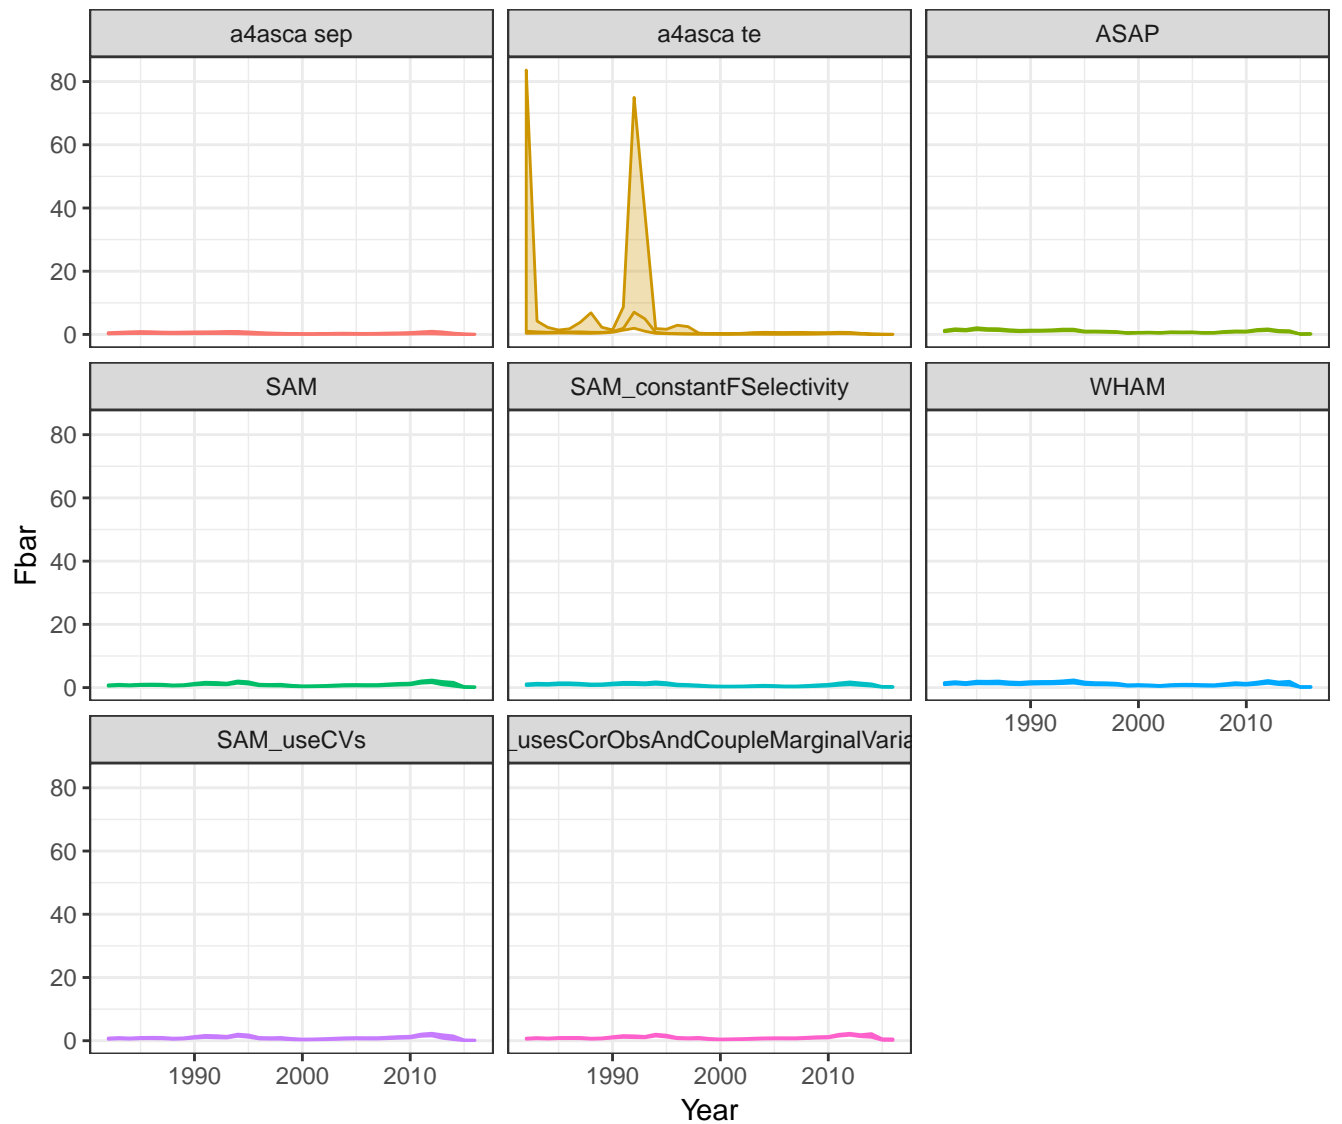 a4asca sep
a4asca te
ASAP
80
60
40
20
0
SAM
SAM_constantFSelectivity
WHAM
80
60
40
20
0
1990 2000 2010
SAM_useCVs
_usesCorObsAndCoupleMarginalVaria
80
60
40
20
0
1990 2000 2010
1990 2000 2010
Fbar
Year